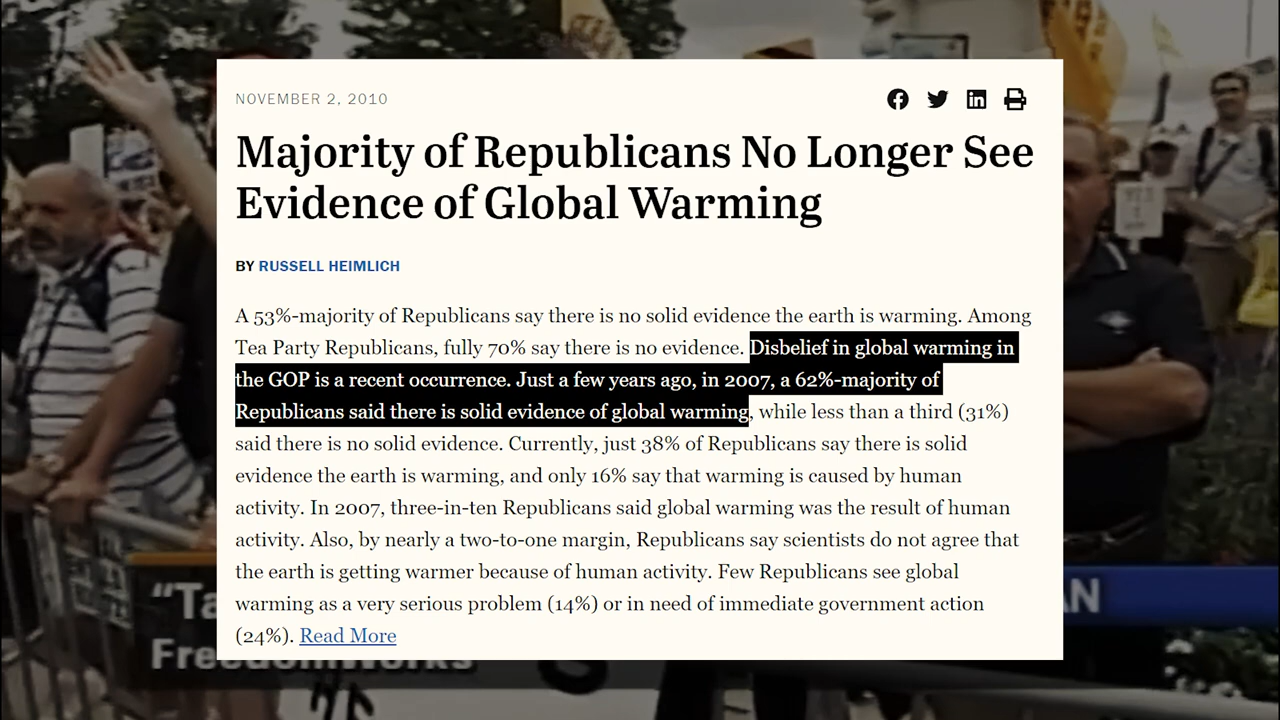 NOVEMBER 2, 2010
Majority of Republicans No Longer See
Evidence of Global Warming
BY RUSSELL HEIMLICH
A 53%-majority of Republicans say there is no solid evidence the earth is warming. Among
Tea Party Republicans, fully 70% say there is no evidence. Disbelief in global warming in
the GOP is a recent occurrence. Just a few years ago, in 2007, a 62%-majority of
Republicans said there is solid evidence of global warming, while less than a third (31%)
said there is no solid evidence. Currently, just 38% of Republicans say there is solid
evidence the earth is warming, and only 16% say that warming is caused by human
activity. In 2007, three-in-ten Republicans said global warming was the result of human
activity. Also, by nearly a two-to-one margin, Republicans say scientists do not agree that
the earth is getting warmer because of human activity. Few Republicans see global
warming as a very serious problem (14%) or in need of immediate government action
(24%). Read More
FreedomWorks